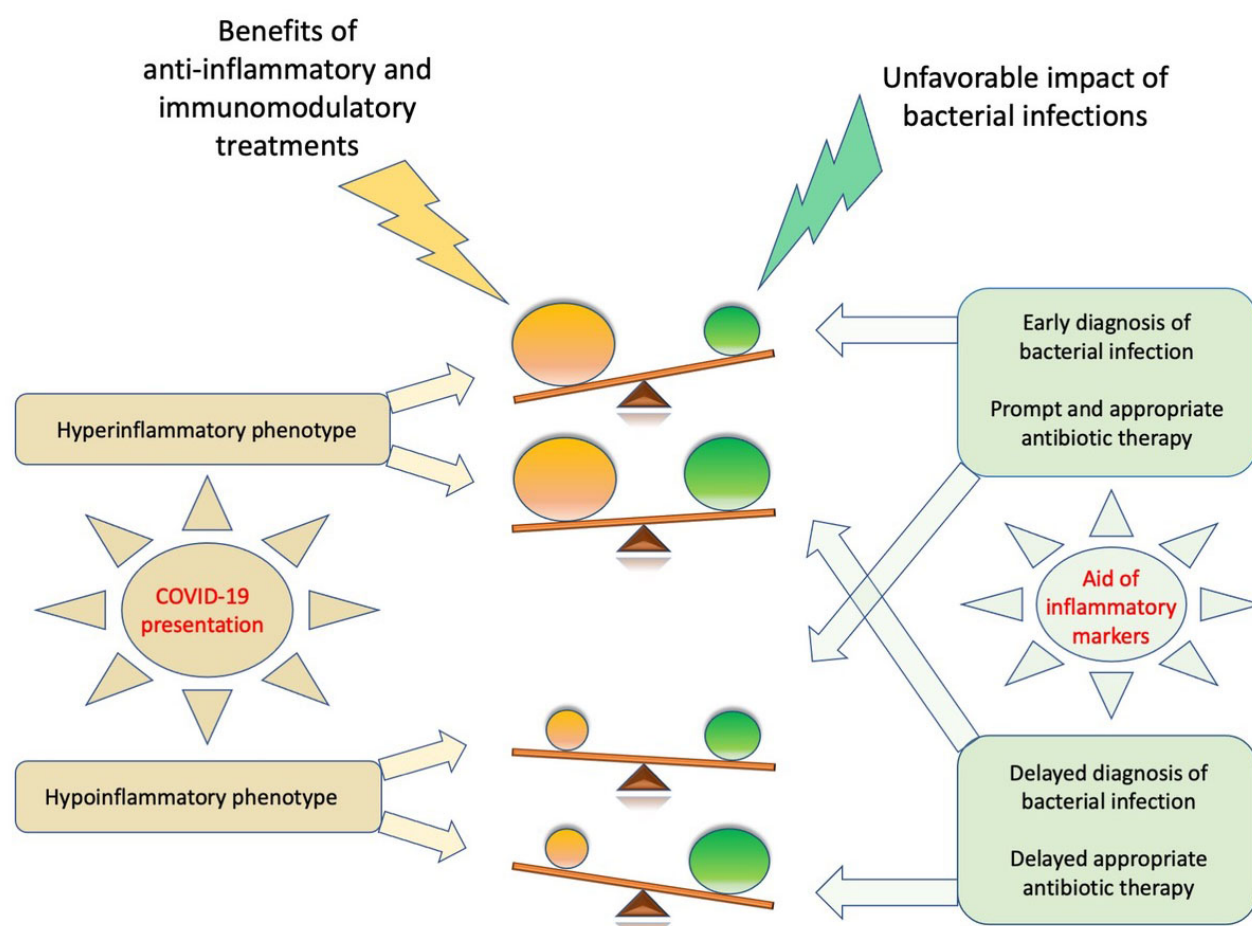 Benefits of
anti-inflammatory and
immunomodulatory
treatments
Unfavorable impact of
bacterial infections
Early diagnosis of
bacterial infection
Prompt and appropriate
antibiotic therapy
Hyperinflammatory phenotype
COVID-19
presentation
Aid of
inflammatory
markers
Hypoinflammatory phenotype
Delayed diagnosis of
bacterial infection
Delayed appropriate
antibiotic therapy